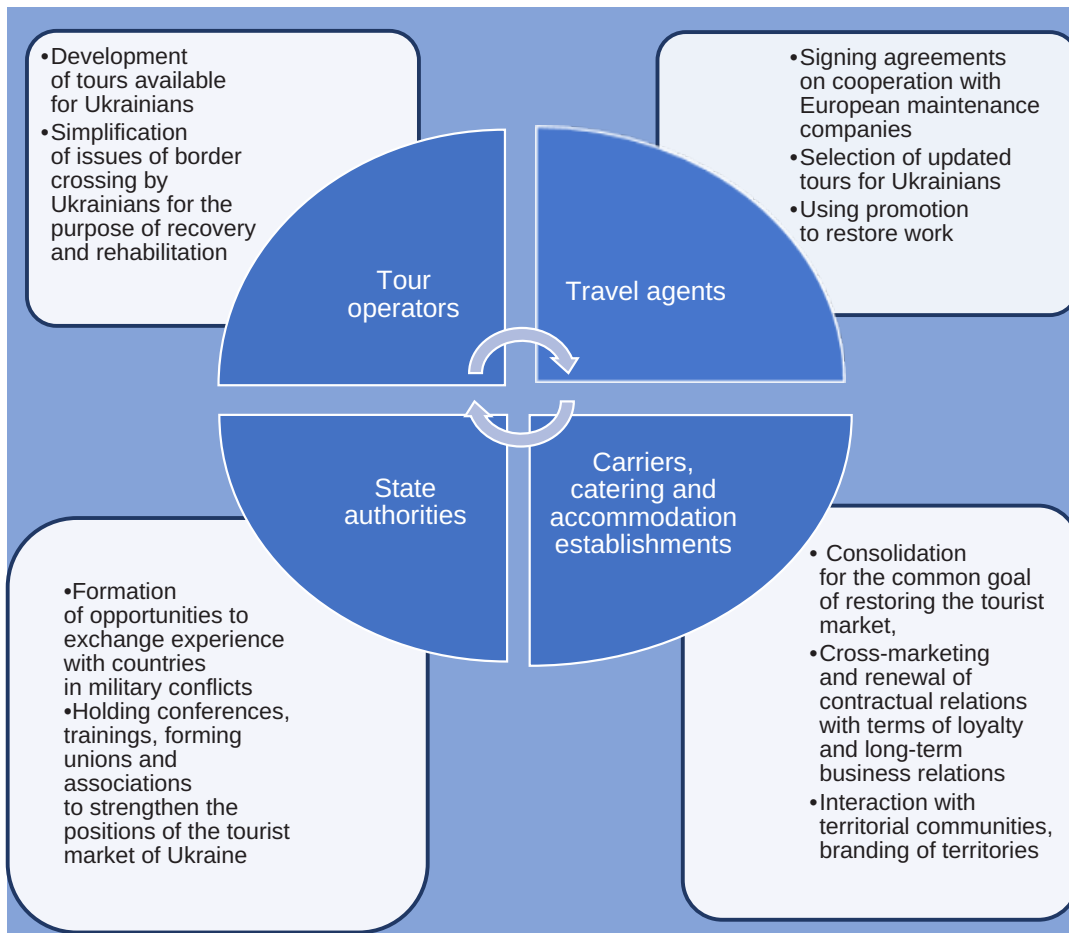 •Development
of tours available
for Ukrainians
•Simplification
of issues of border
crossing by
Ukrainians for the
purpose of recovery
and rehabilitation
•Signing agreements
on cooperation with
European maintenance
companies
•Selection of updated
tours for Ukrainians
•Using promotion
to restore work
Tour
operators
Travel agents
State
authorities
Carriers,
catering and
accommodation
establishments
•Formation
of opportunities to
exchange experience
with countries
in military conflicts
•Holding conferences,
trainings, forming
unions and
associations
to strengthen the
positions of the tourist
market of Ukraine
• Consolidation
for the common goal
of restoring the tourist
market,
•Cross-marketing
and renewal of
contractual relations
with terms of loyalty
and long-term
business relations
•Interaction with
territorial communities,
branding of territories